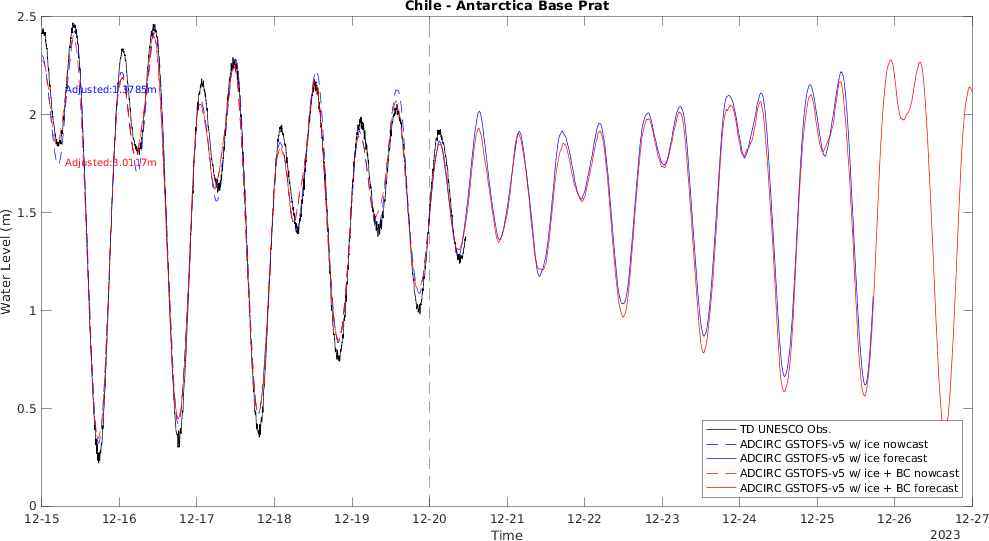 Chile - Antarctica Base Prat
2.5
2
1.5
1
0.5
0
Water Level (m)
Adjusted:1.3785m
Adjusted:3.0117m
TD UNESCO Obs.
ADCIRC GSTOFS-v5 w/ ice nowcast
ADCIRC GSTOFS-v5 w/ ice forecast
ADCIRC GSTOFS-v5 w/ ice + BC nowcast
ADCIRC GSTOFS-v5 w/ ice + BC forecast
12-15 12-16 12-17 12-18 12-19 12-20 12-21 12-22 12-23 12-24 12-25 12-26 12-27
Time
2023